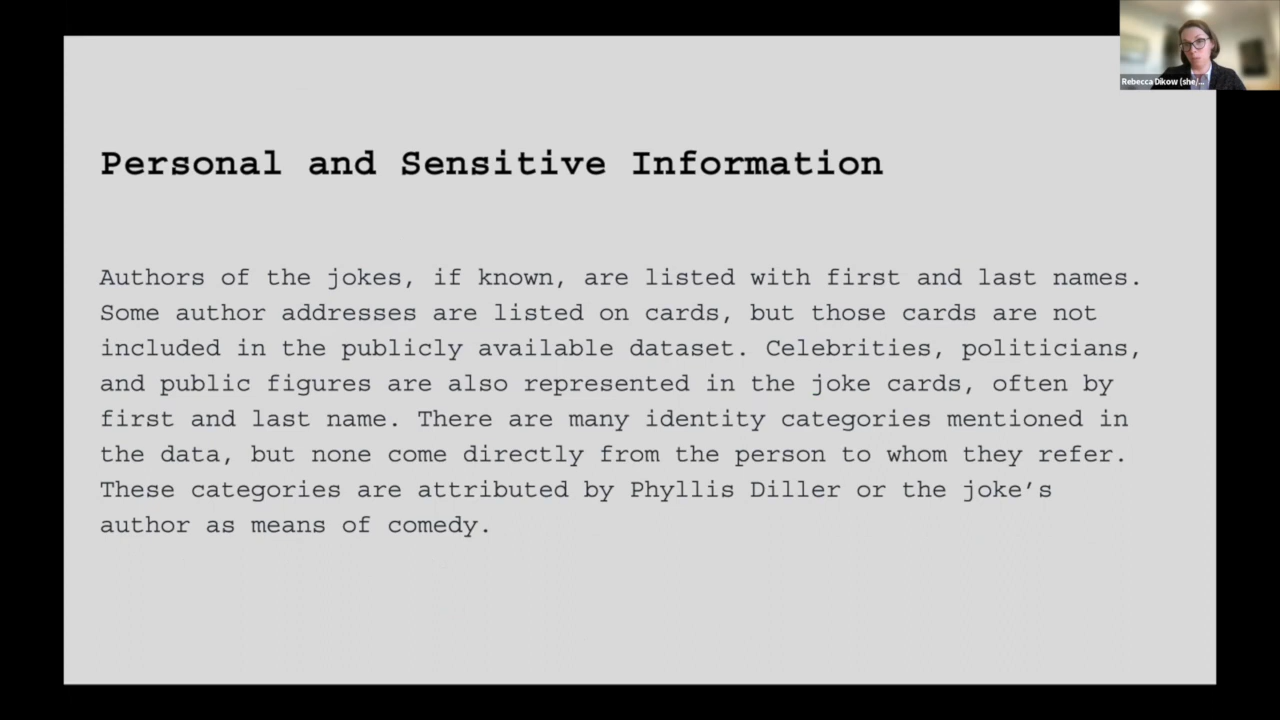 Rebecca Dikow (she/...
Personal and Sensitive Information
Authors of the jokes, if known, are listed with first and last names.
Some author addresses are listed on cards, but those cards are not
included in the publicly available dataset. Celebrities, politicians,
and public figures are also represented in the joke cards, often by
first and last name. There are many identity categories mentioned in
the data, but none come directly from the person to whom they refer.
These categories are attributed by Phyllis Diller or the joke’s
author as means of comedy.